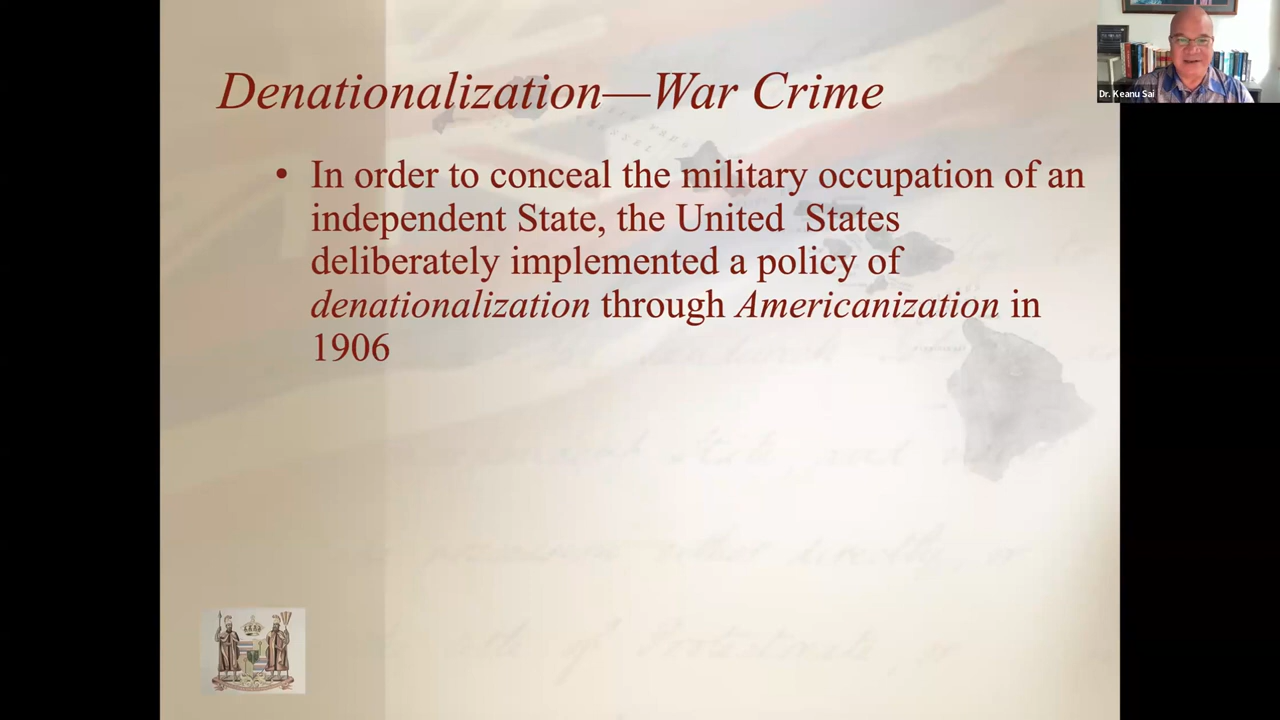 Denationalization—War Crime
• In order to conceal the military occupation of an
independent State, the United  States
deliberately implemented a policy of
denationalization through Americanization in
1906
Dr. Keanu Sai